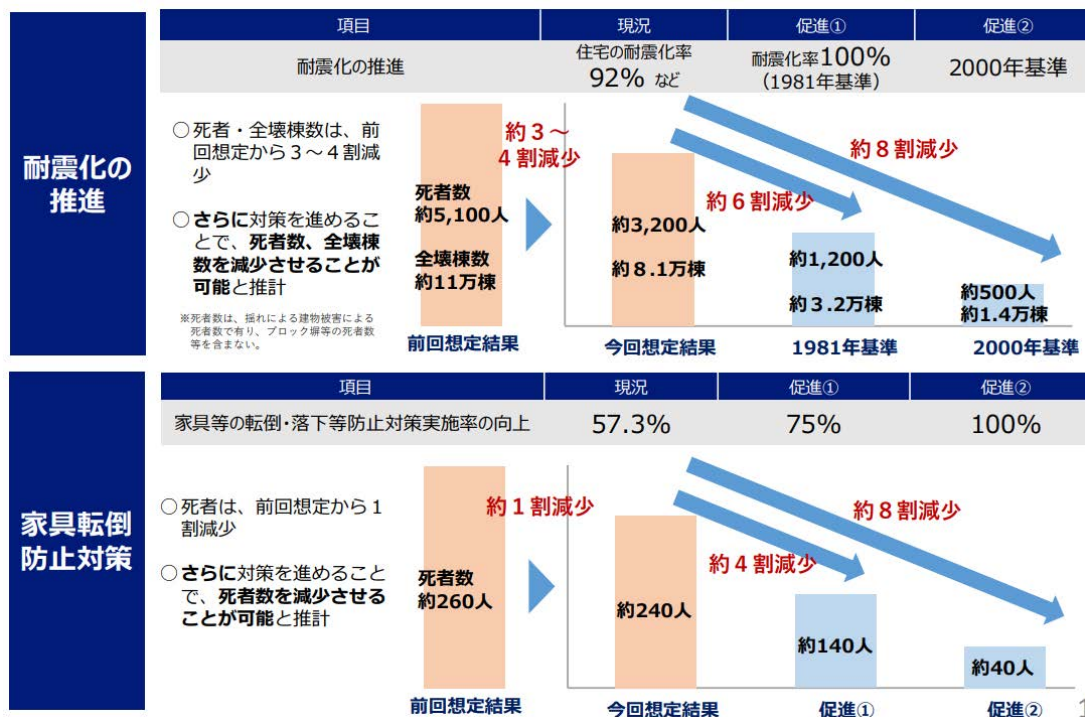 耐震化の
推進
項目 現況 促進① 促進②
耐震化の推進
住宅の耐震化率
92% など
耐震化率100%
(1981年基準)
2000年基準
○死者・全壊棟数は、前
回想定から3～4割減
少
○さらに対策を進めるこ
とで、死者数、全壊棟
数を減少させることが
可能と推計
※死者数は、揺れによる建物被害による
死者数で有り、ブロック塀等の死者数
等を含まない。
死者数
約5,100人
全壊棟数
約11万棟
前回想定結果
約3～
4割減少
約3,200人
約8.1万棟
今回想定結果
約6割減少
約8割減少
約1,200人
約3.2万棟
1981年基準
約500人
約1.4万棟
2000年基準
家具転倒
防止対策
項目 現況 促進① 促進②
家具等の転倒・落下等防止対策実施率の向上 57.3% 75% 100%
○死者は、前回想定から1
割減少
○さらに対策を進めること
で、死者数を減少させる
ことが可能と推計
死者数
約260人
前回想定結果
約1割減少
約240人
今回想定結果
約4割減少
約8割減少
約140人
促進①
約40人
促進②